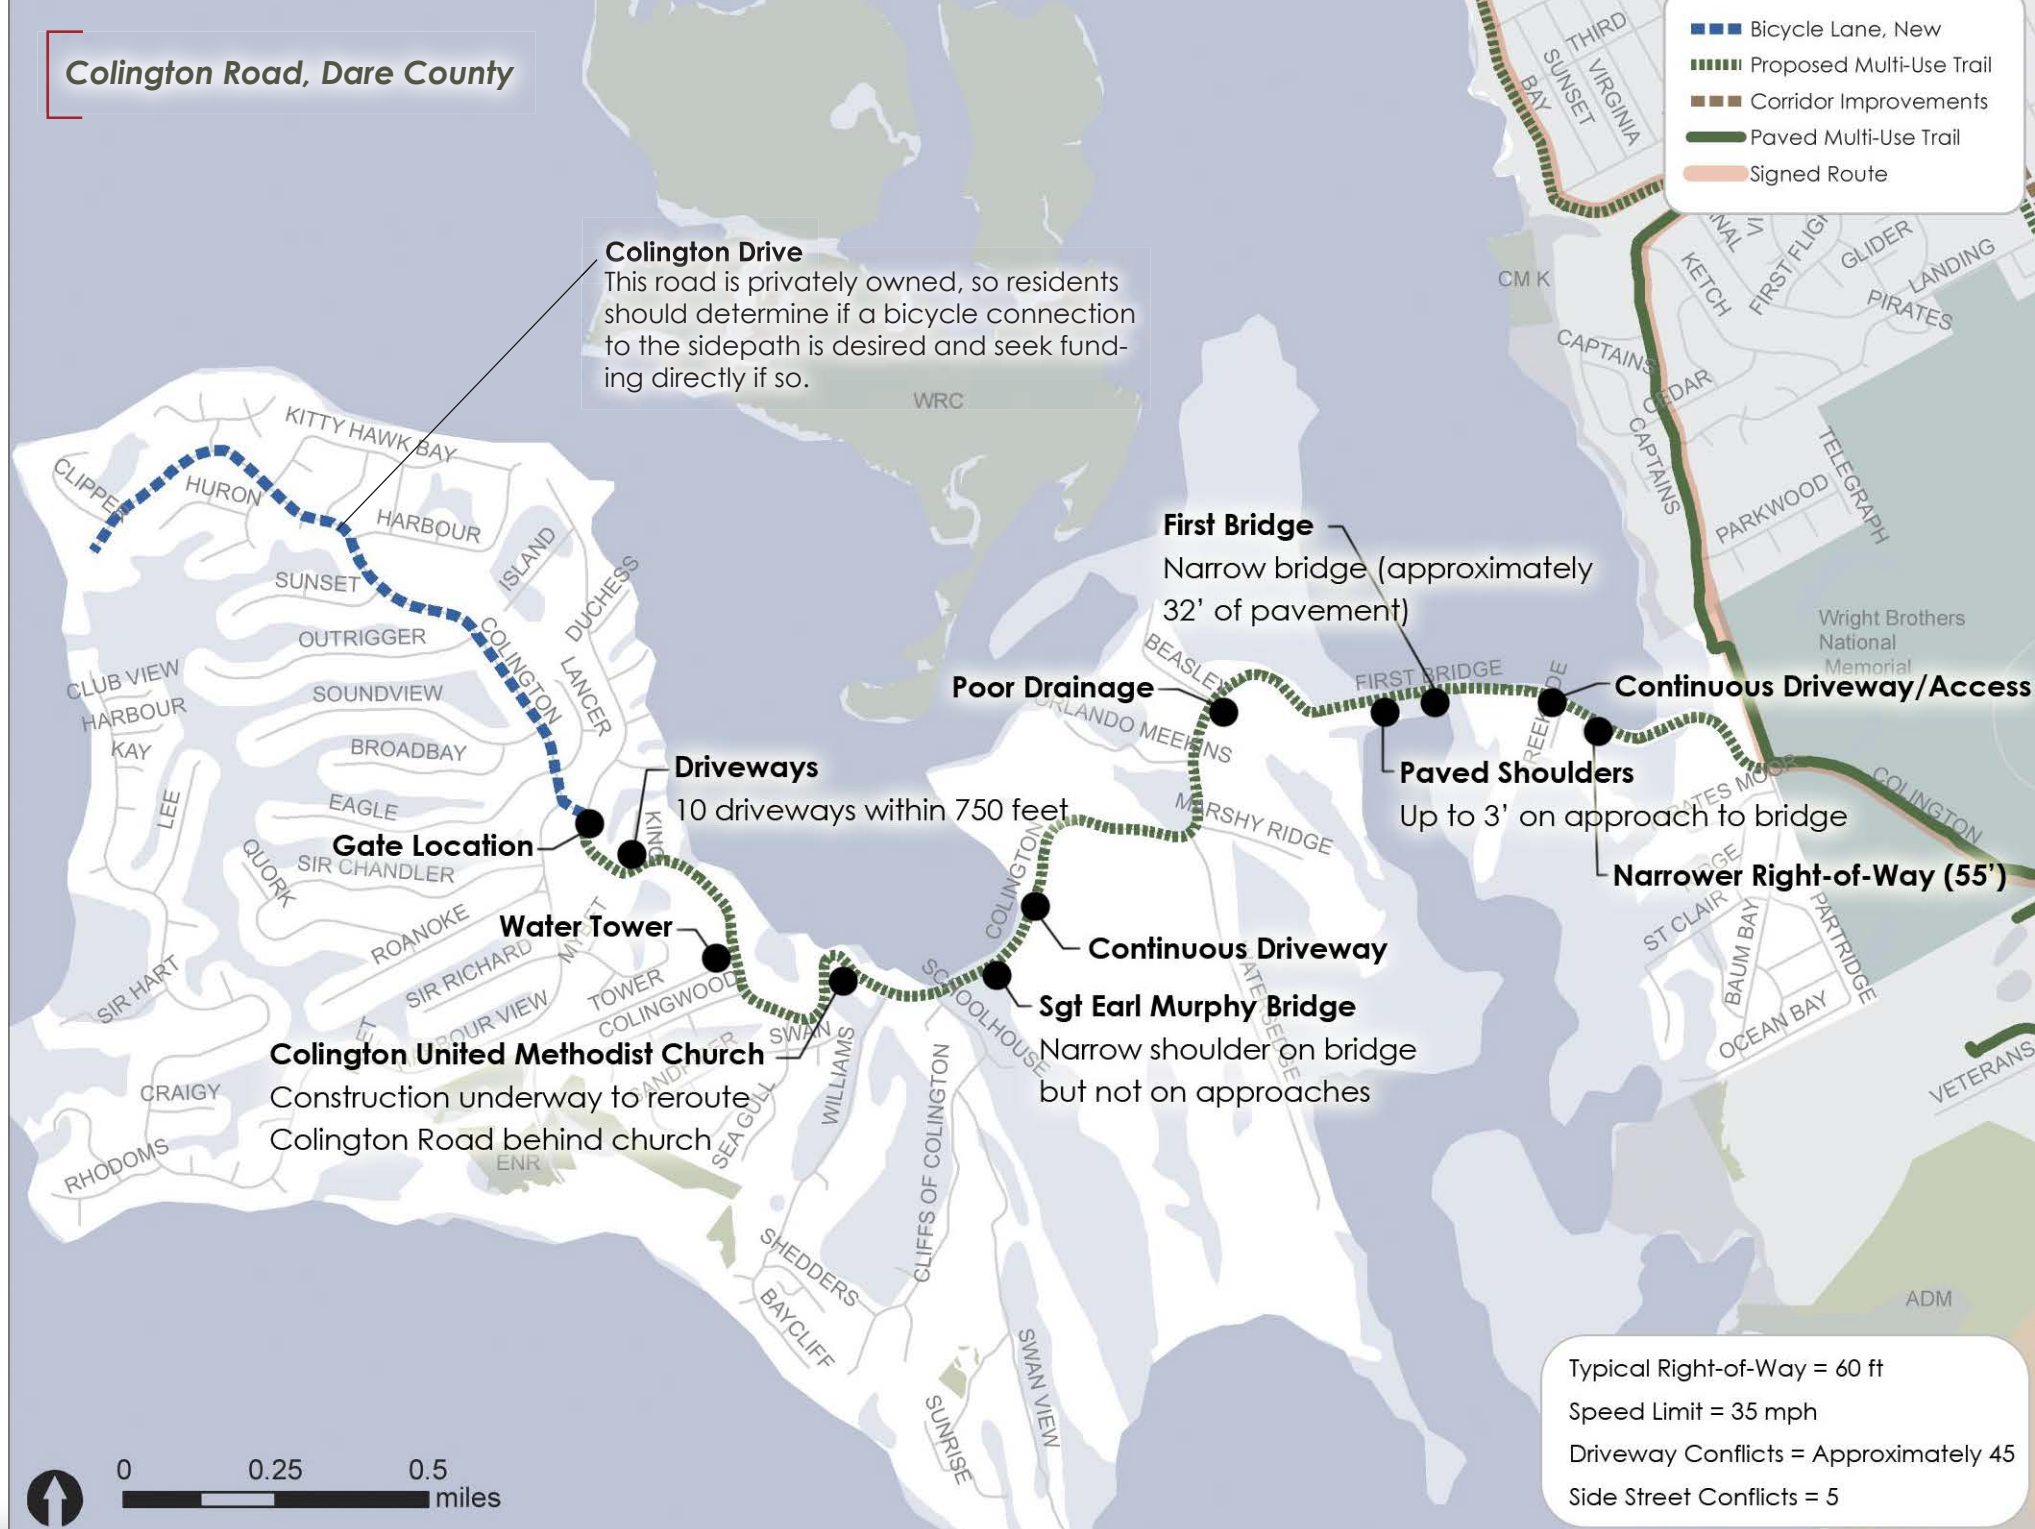 Colington Road, Dare County
Bicycle Lane, New
Proposed Multi-Use Trail
Corridor Improvements
Paved Multi-Use Trail
Signed Route
THIRD
SUNSET
VIRGINIA
BAY
Colington Drive
This road is privately owned, so residents
should determine if a bicycle connection
to the sidepath is desired and seek fund-
ing directly if so.
WRC
CM K
KETCH
FIRST FLIGH
GLIDER
LANDING
PIRATES
CAPTAINS
CEDAR
CAPTAINS
TELEGRAPH
PARKWOOD
Wright Brothers
National
Memorial
KITTY HAWK BAY
CLIPPER
HURON
HARBOUR
ISLAND
SUNSET
DUCHESS
OUTRIGGER
COLINGTON
LANCER
CLUB VIEW
HARBOUR
KAY
SOUNDVIEW
BROADBAY
LEE
EAGLE
QUORK
SIR CHANDLER
KING
ROANOKE
SIR RICHARD
SIR HART
HARBOUR VIEW
TOWER
COLINGWOOD
SWAN
SEA GULL
WILLIAMS
CRAIGY
RHODOMS
ENR
First Bridge
Narrow bridge (approximately
32’ of pavement)
BEASLEY
FIRST BRIDGE
Poor Drainage
ORLANDO MEEKINS
Continuous Driveway/Access
Paved Shoulders
Up to 3’ on approach to bridge
Narrower Right-of-Way (55’)
COLINGTON
Driveways
10 driveways within 750 feet
MARSHY RIDGE
Gate Location
Water Tower
COLINGTON
Continuous Driveway
SCHOOLHOUSE
Sgt Earl Murphy Bridge
Narrow shoulder on bridge
but not on approaches
Colington United Methodist Church
Construction underway to reroute
Colington Road behind church
ST CLAIR
BAUM BAY
PARTRIDGE
OCEAN BAY
VETERANS
CLIFFS OF COLINGTON
SHEDDERS
BAYCLIFF
SWAN VIEW
SUNRISE
ADM
Typical Right-of-Way = 60 ft
Speed Limit = 35 mph
Driveway Conflicts = Approximately 45
Side Street Conflicts = 5
0 0.25 0.5
miles